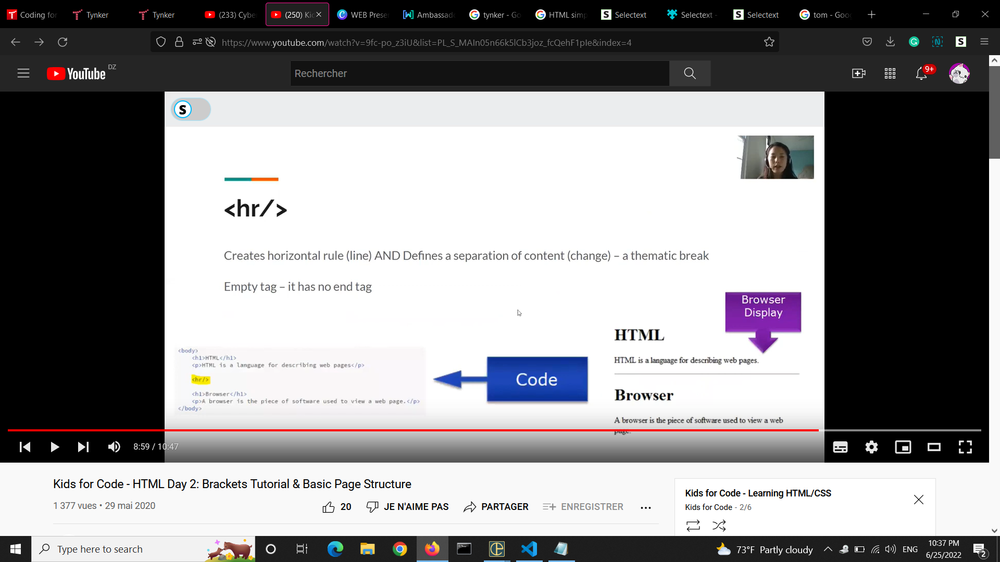 Coding for
Tynker
Tynker
(233) Cybe
(250) Kid
WEB Prese
Ambassad
tynker - Go
HTML simp
Selectext
Selectext -
Selectext
tom - Goo
https://www.youtube.com/watch?v=9fc-po_z3iU&list=PL_S_MAIn05n66k5lCb3joz_fcQehF1pIe&index=4
YouTube DZ
Rechercher
9+
S
<hr/>
Creates horizontal rule (line) AND Defines a separation of content (change) – a thematic break
Empty tag – it has no end tag
<body>
<h1>HTML</h1>
<p>HTML is a language for describing web pages</p>
<hr/>
<h1>Browser</h1>
<p>A browser is the piece of software used to view a web page.</p>
</body>
Code
Browser
Display
HTML
HTML is a language for describing web pages.
Browser
A browser is the piece of software used to view a web
page.
8:59 / 10:47
Kids for Code - HTML Day 2: Brackets Tutorial & Basic Page Structure
1 377 vues • 29 mai 2020
20
JE N'AIME PAS
PARTAGER
ENREGISTRER
Kids for Code - Learning HTML/CSS
Kids for Code - 2/6
Type here to search
73°F Partly cloudy
ENG
10:37 PM
6/25/2022
2